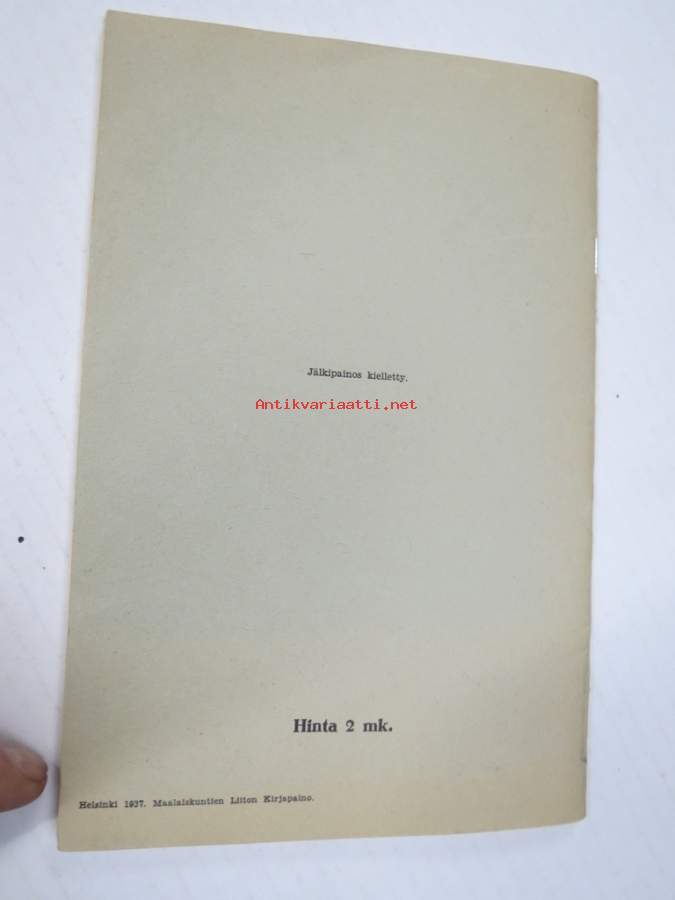 Jälkipainos kielletty.
Antikvariaatti.net
Hinta 2 mk.
Helsinki 1937. Maalaiskuntien Liiton Kirjapaino.